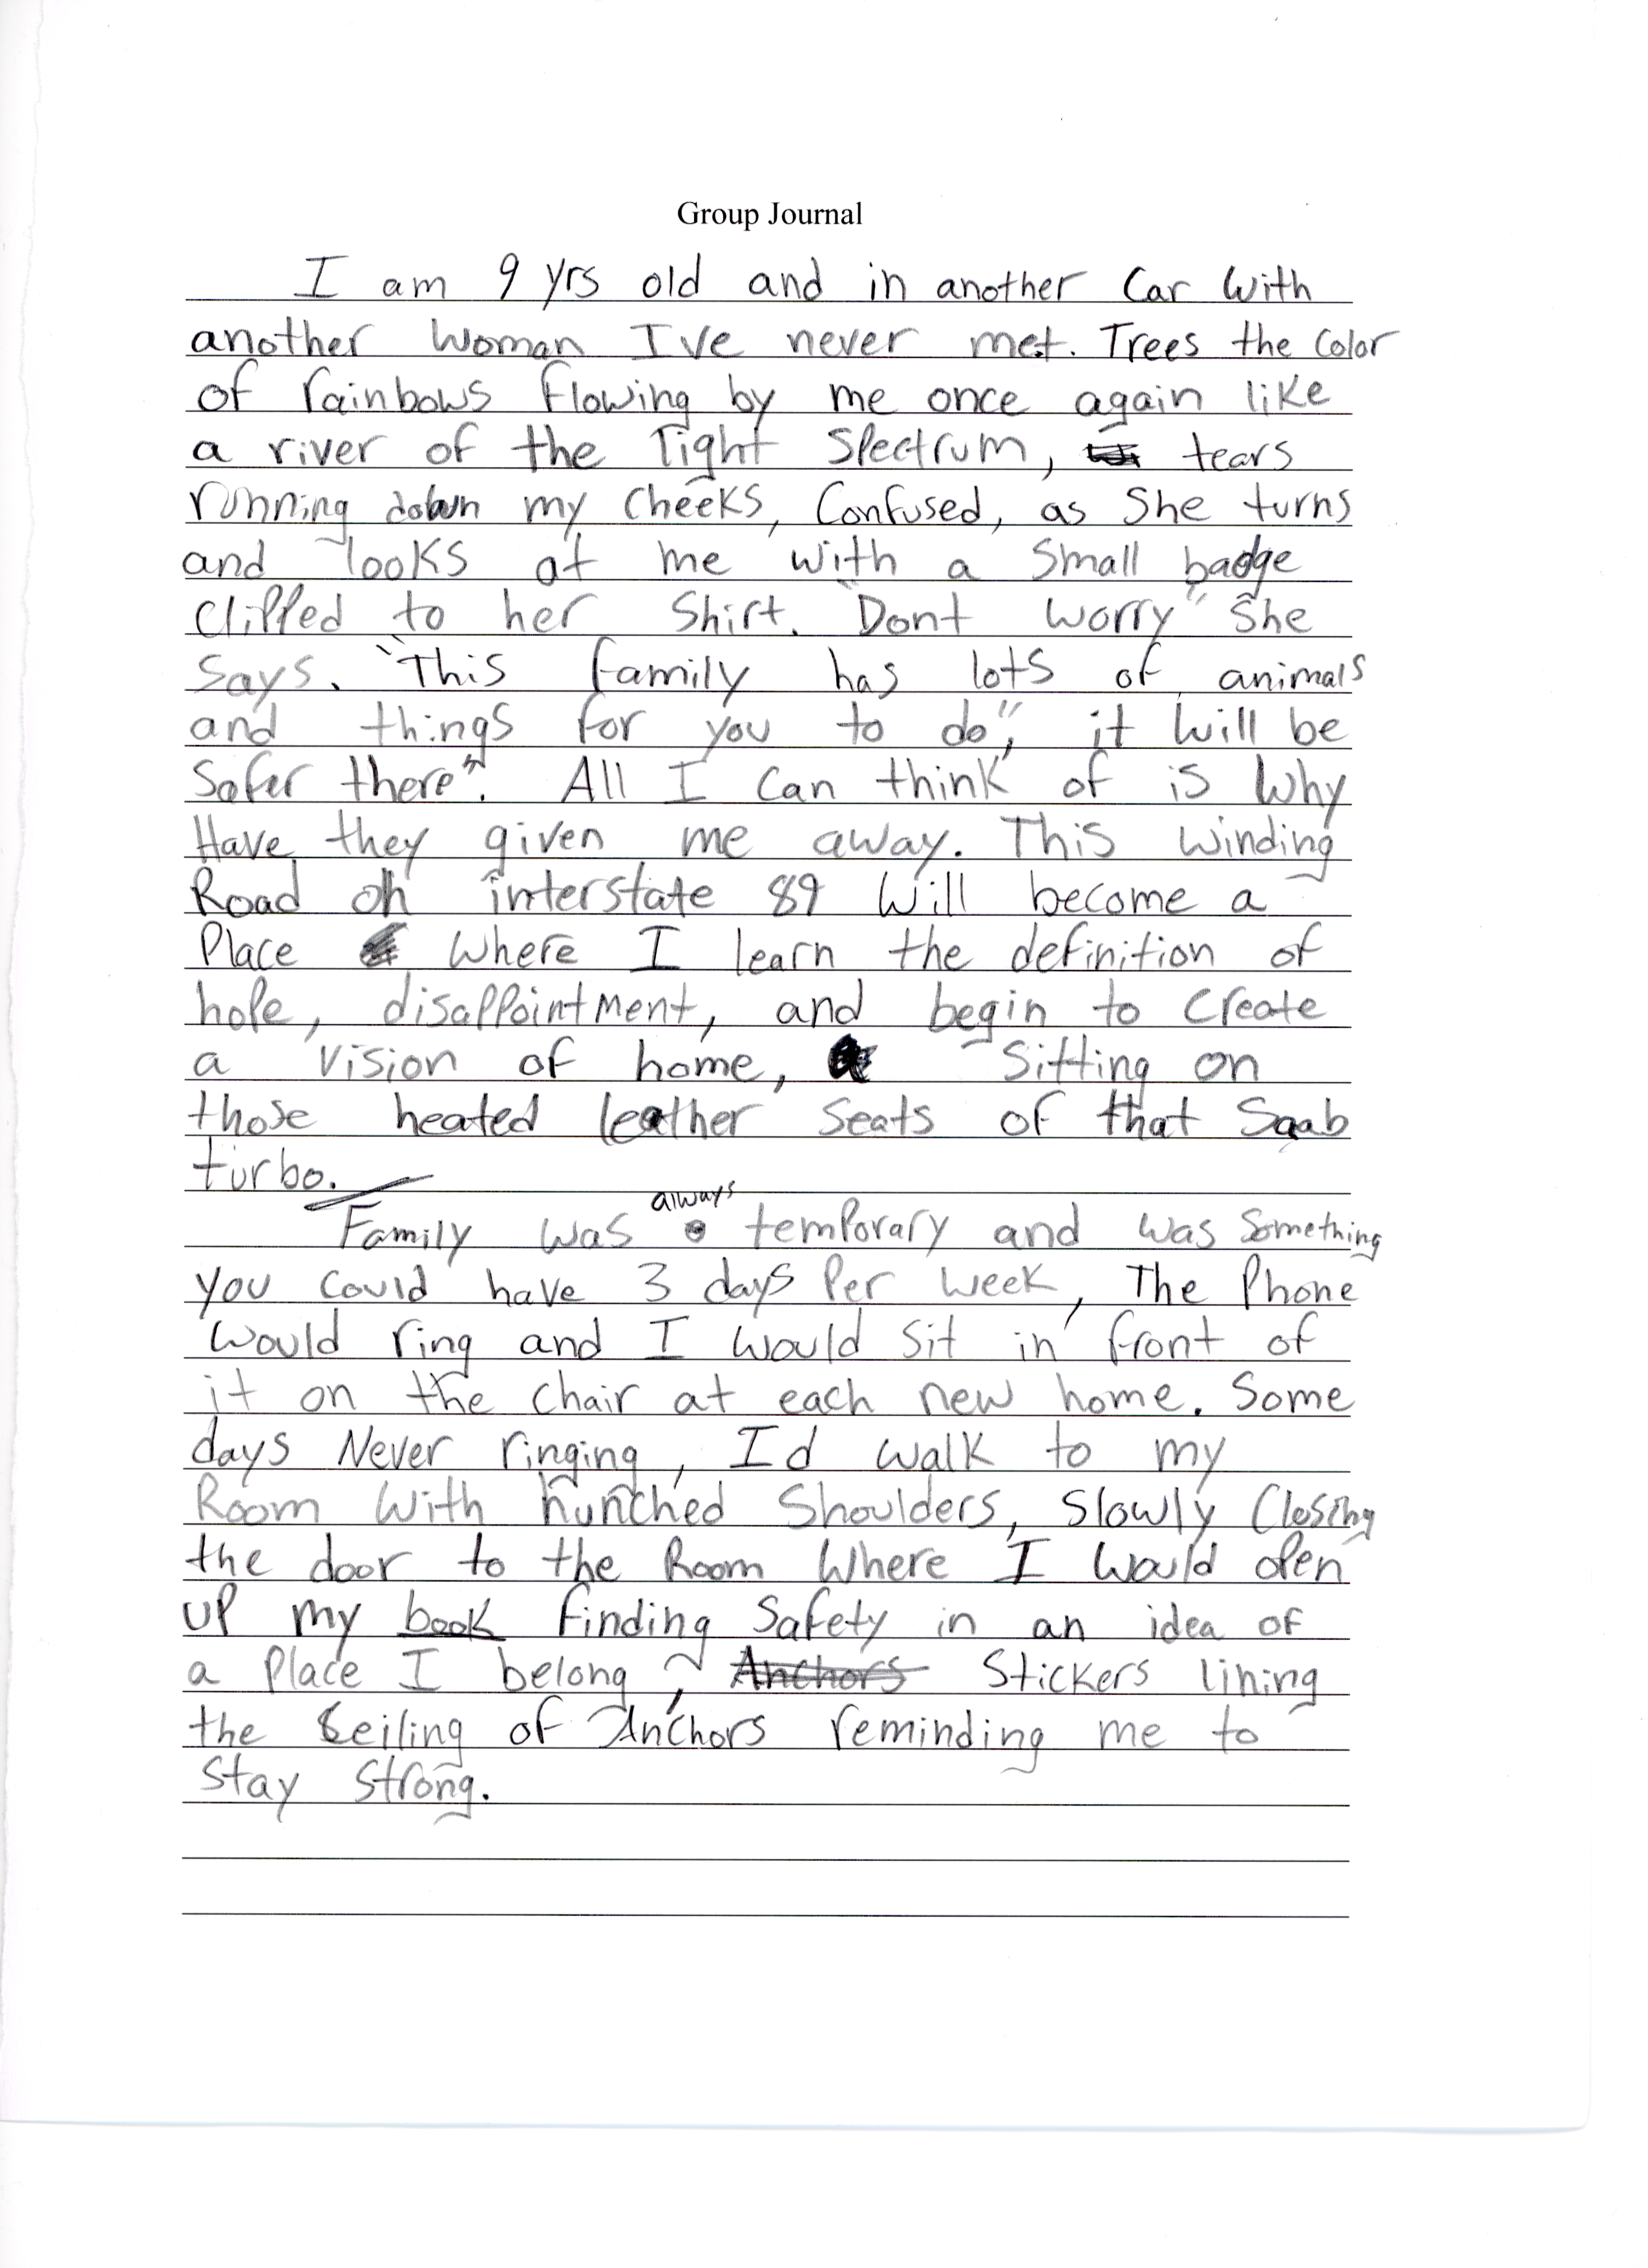 Group Journal
I am 9 yrs old and in another Car With
another Woman I've never met. Trees the Color
of rainbows flowing by me once again like
a river of the light Spectrum, tears
running down my cheeks, Confused, as She turns
and looks at me with a Small badge
Clipped to her Shirt. "Dont worry" She
Says. "This family has lots of animals
and things for you to do", it Will be
Safer there". All I Can think of is Why
Have they given me away. This Winding
Road on interstate 89 Will become a
Place Where I learn the definition of
hope, disappointment, and begin to Create
a Vision of home, Sitting on
those heated leather Seats of that Saab
turbo.
Family was always temporary and was Something
you Could have 3 days Per week, The Phone
Would ring and I Would Sit in front of
it on the Chair at each new home. Some
days Never ringing, Id walk to my
Room With hunched Shoulders, Slowly Closing
the door to the Room Where I Would open
up my book finding Safety in an idea of
a Place I belong, Anchors Stickers lining
the Ceiling of Anchors reminding me to
Stay Strong.